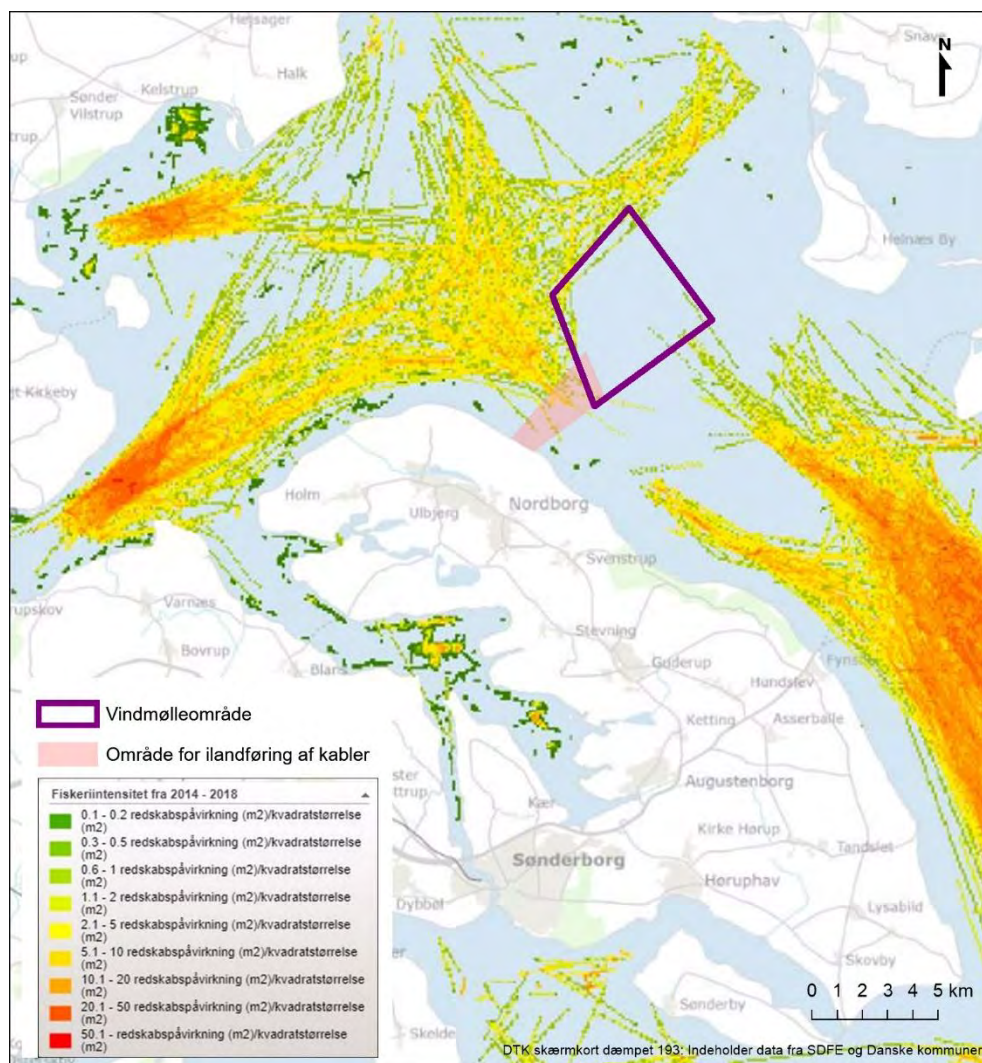 Hejsager
Snave
N
Halk
Kelstrup
Sønder
Vilstrup
Helnæs By
Kirkeby
Holm
Nordborg
Ulbjerg
Svenstrup
Varnæs
Stevning
Bovrup
Guderup
Blans
Fynshav
Hundslev
Ketting
Asserballe
Vindmølleområde
Område for ilandføring af kabler
Augustenborg
Fiskeriintensitet fra 2014 - 2018
0.1 - 0.2 redskabspåvirkning (m2)/kvadratstørrelse
(m2)
0.3 - 0.5 redskabspåvirkning (m2)/kvadratstørrelse
(m2)
0.6 - 1 redskabspåvirkning (m2)/kvadratstørrelse
(m2)
1.1 - 2 redskabspåvirkning (m2)/kvadratstørrelse
(m2)
2.1 - 5 redskabspåvirkning (m2)/kvadratstørrelse
(m2)
5.1 - 10 redskabspåvirkning (m2)/kvadratstørrelse
(m2)
10.1 - 20 redskabspåvirkning (m2)/kvadratstørrelse
(m2)
20.1 - 50 redskabspåvirkning (m2)/kvadratstørrelse
(m2)
50.1 - redskabspåvirkning (m2)/kvadratstørrelse
(m2)
Kær
Kirke Hørup
Sønderborg
Tandslet
Høruphav
Dybbøl
Lysabild
Skovby
Sønderby
Skelde
0 1 2 3 4 5 km
DTK skærmkort dæmpet 193: Indeholder data fra SDFE og Danske kommuner